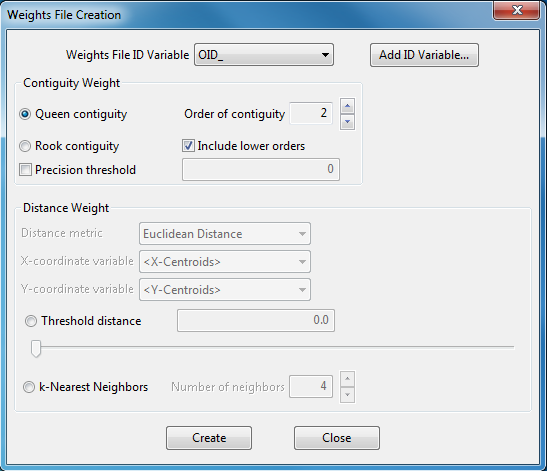 Weights File Creation
Weights File ID Variable OID_ Add ID Variable...
Contiguity Weight
Queen contiguity Order of contiguity 2
Rook contiguity Include lower orders
Precision threshold 0
Distance Weight
Distance metric Euclidean Distance
X-coordinate variable <X-Centroids>
Y-coordinate variable <Y-Centroids>
Threshold distance 0.0
k-Nearest Neighbors Number of neighbors 4
Create Close